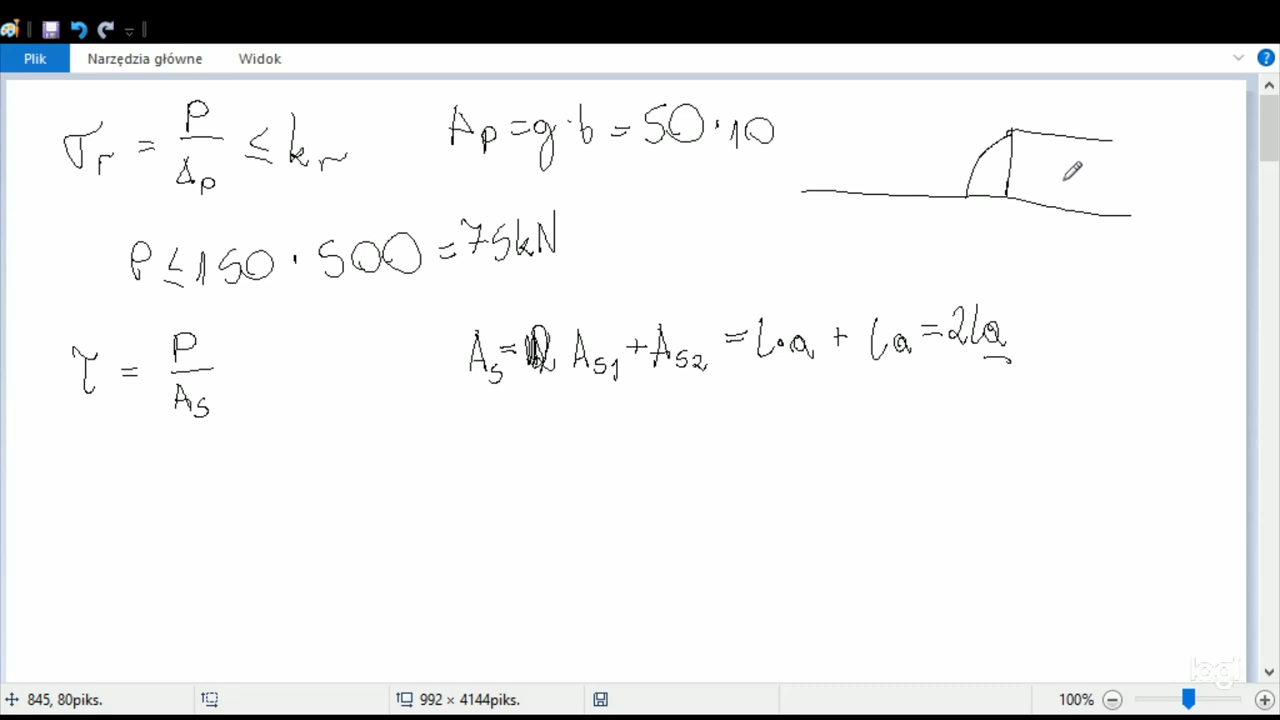 Plik Narzędzia główne Widok
σr = P / Ap ≤ kr
Ap = g · b = 50 · 10
P ≤ 150 · 500 = 75kN
τ = P / As
As = As1 + As2 = l · a + la = 2la
logi
845, 80piks.
992 × 4144piks.
100%